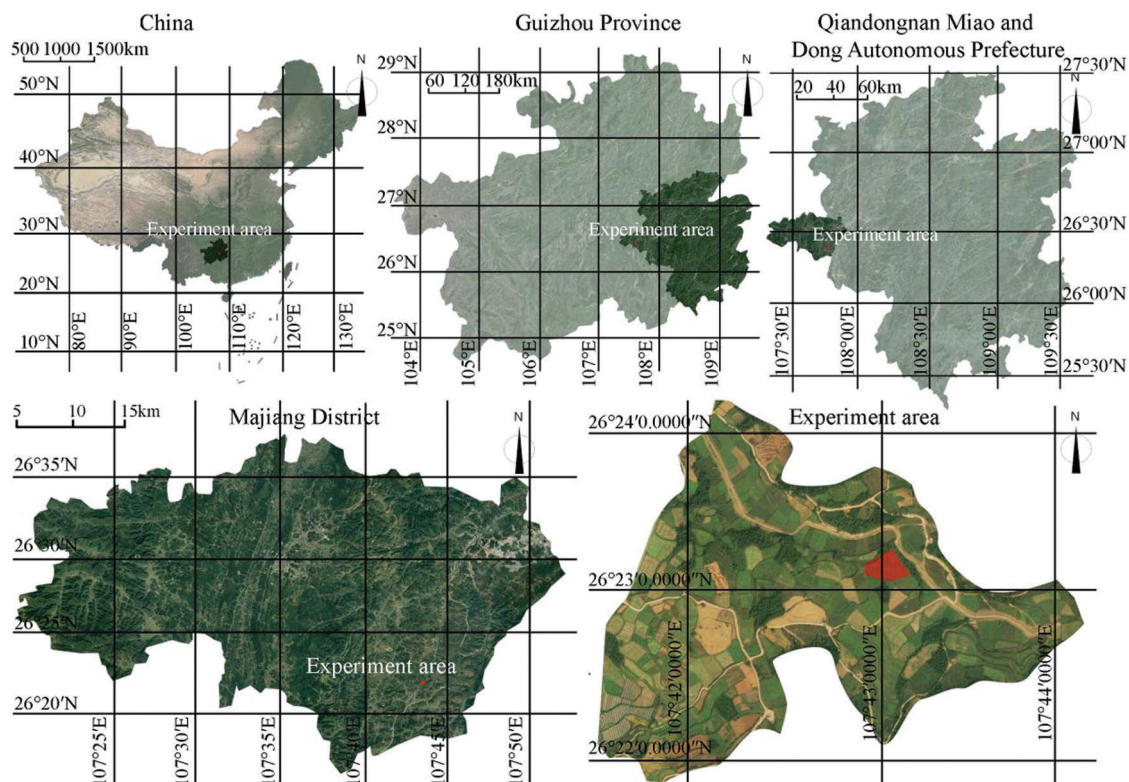 China
500 1000 1500km
N
50°N
40°N
30°N
20°N
10°N
Experiment area
80°E
90°E
100°E
110°E
120°E
130°E
Guizhou Province
60 120 180km
N
29°N
28°N
27°N
26°N
25°N
Experiment area
104°E
105°E
106°E
107°E
108°E
109°E
Qiandongnan Miao and
Dong Autonomous Prefecture
20 40 60km
N
27°30'N
27°00'N
26°30'N
26°00'N
25°30'N
Experiment area
107°30'E
108°00'E
108°30'E
109°00'E
109°30'E
Majiang District
5 10 15km
N
26°35'N
26°30'N
26°25'N
26°20'N
Experiment area
107°25'E
107°30'E
107°35'E
107°40'E
107°45'E
107°50'E
Experiment area
N
26°24'0.0000"N
26°23'0.0000"N
26°22'0.0000"N
107°42'0.0000"E
107°43'0.0000"E
107°44'0.0000"E